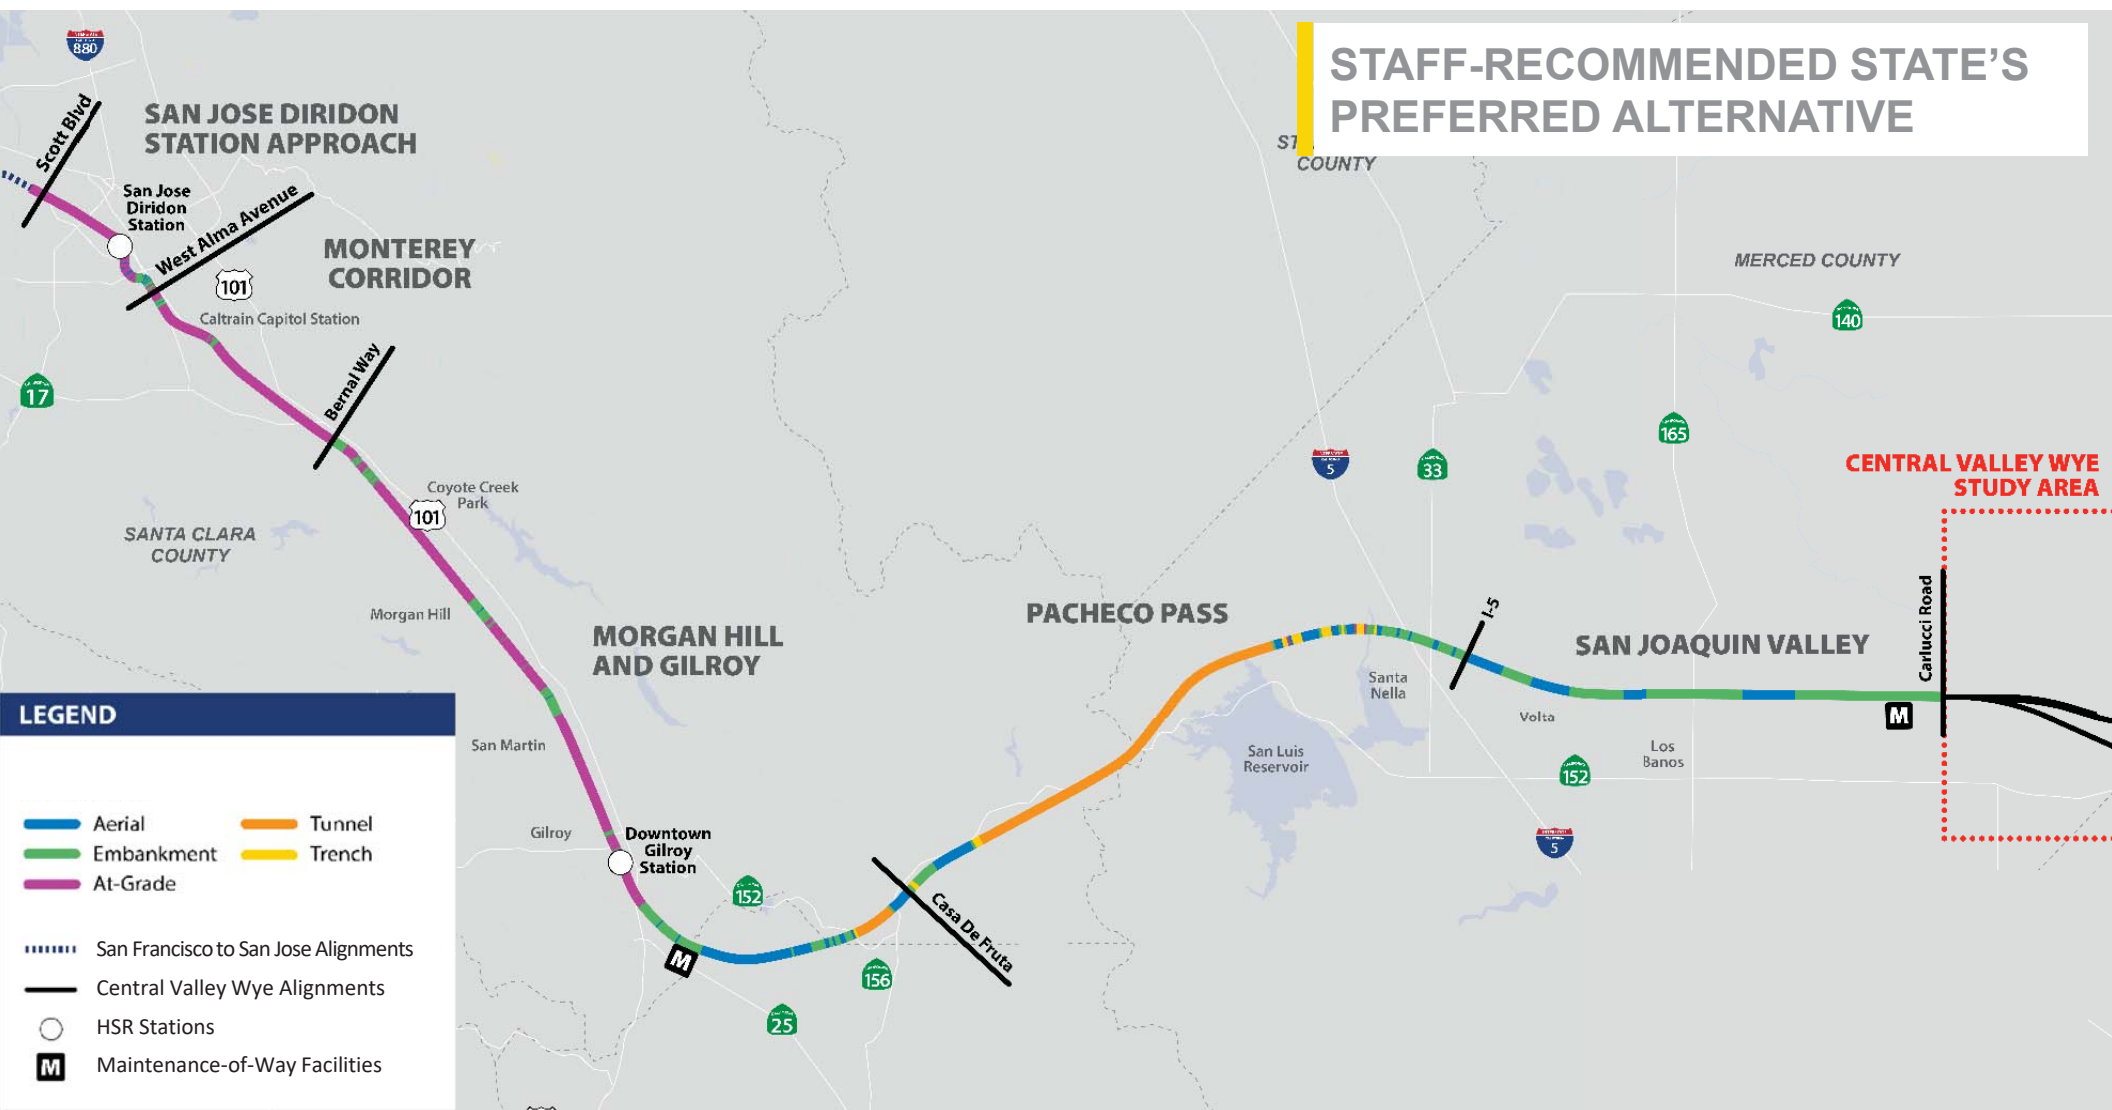 STAFF-RECOMMENDED STATE'S
PREFERRED ALTERNATIVE
880
Scott Blvd
SAN JOSE DIRIDON
STATION APPROACH
San Jose
Diridon
Station
West Alma Avenue
101
MONTEREY
CORRIDOR
Caltrain Capitol Station
17
Bernal Way
Coyote Creek
Park
101
SANTA CLARA
COUNTY
Morgan Hill
MORGAN HILL
AND GILROY
San Martin
Gilroy
Downtown
Gilroy
Station
152
M
25
156
Casa De Fruta
PACHECO PASS
San Luis
Reservoir
Santa
Nella
I-5
COUNTY
MERCED COUNTY
140
165
5
33
SAN JOAQUIN VALLEY
Volta
Los
Banos
152
5
M
Carlucci Road
CENTRAL VALLEY WYE
STUDY AREA
LEGEND
Aerial
Tunnel
Embankment
Trench
At-Grade
San Francisco to San Jose Alignments
Central Valley Wye Alignments
HSR Stations
M
Maintenance-of-Way Facilities